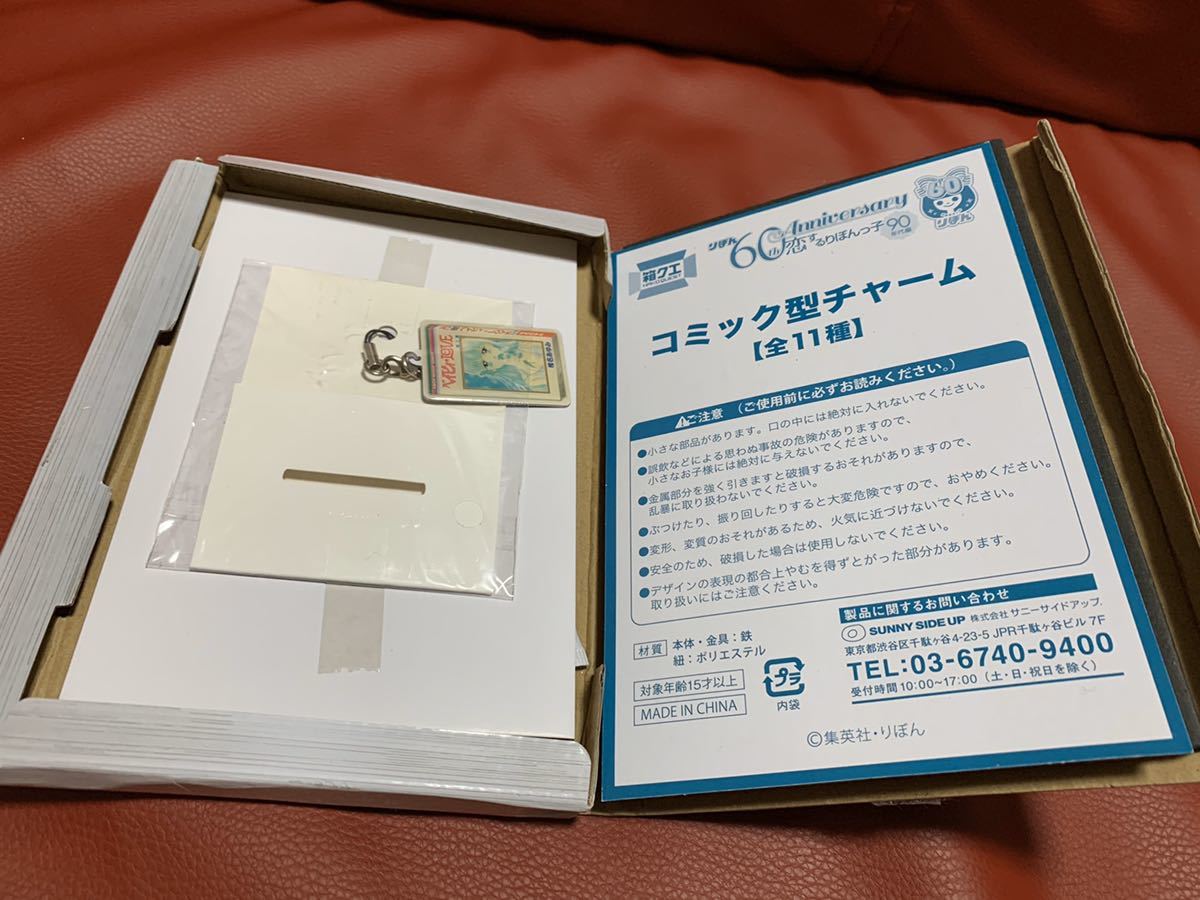 ベイビィ★LOVE
椎名あゆみ
りぼん 60th Anniversary
恋するりぼんっ子 90年代編
60
りぼん
箱クエ
HAKOQUEST
コミック型チャーム
【全11種】
ご注意 (ご使用前に必ずお読みください。)
●小さな部品があります。口の中には絶対に入れないでください。
●誤飲などによる思わぬ事故の危険がありますので、
小さなお子様には絶対に与えないでください。
●金属部分を強く引きますと破損するおそれがありますので、
乱暴に取り扱わないでください。
●ぶつけたり、振り回したりすると大変危険ですので、おやめください。
●変形、変質のおそれがあるため、火気に近づけないでください。
●安全のため、破損した場合は使用しないでください。
●デザインの表現の都合上やむを得ずとがった部分があります。
取り扱いにはご注意ください。
材質 本体・金具:鉄
紐:ポリエステル
対象年齢15才以上
MADE IN CHINA
プラ
内袋
製品に関するお問い合わせ
SUNNY SIDE UP 株式会社 サニーサイドアップ.
東京都渋谷区千駄ヶ谷4-23-5 JPR千駄ヶ谷ビル 7F
TEL:03-6740-9400
受付時間 10:00~17:00 (土・日・祝日を除く)
©集英社・りぼん